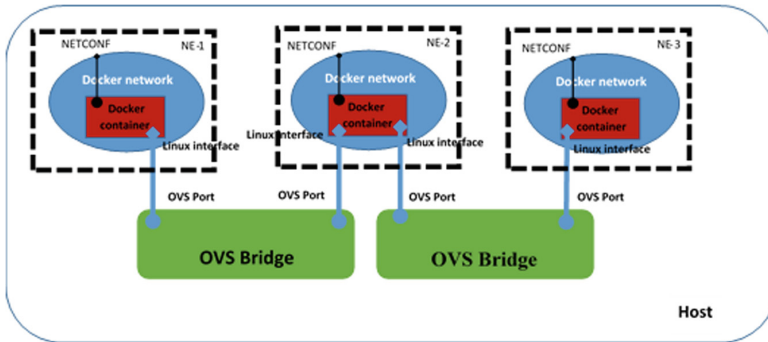 NETCONF
NE-1
Docker network
Docker
container
Linux interface
NETCONF
NE-2
Docker network
Docker
container
Linux interface
Linux interface
NETCONF
NE-3
Docker network
Docker
container
Linux interface
OVS Port
OVS Port
OVS Port
OVS Port
OVS Bridge
OVS Bridge
Host